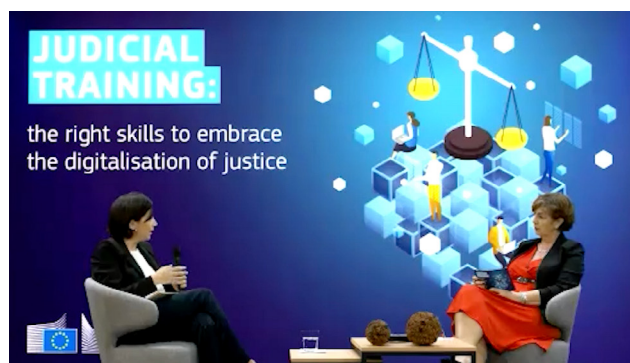 JUDICIAL
TRAINING:
the right skills to embrace
the digitalisation of justice